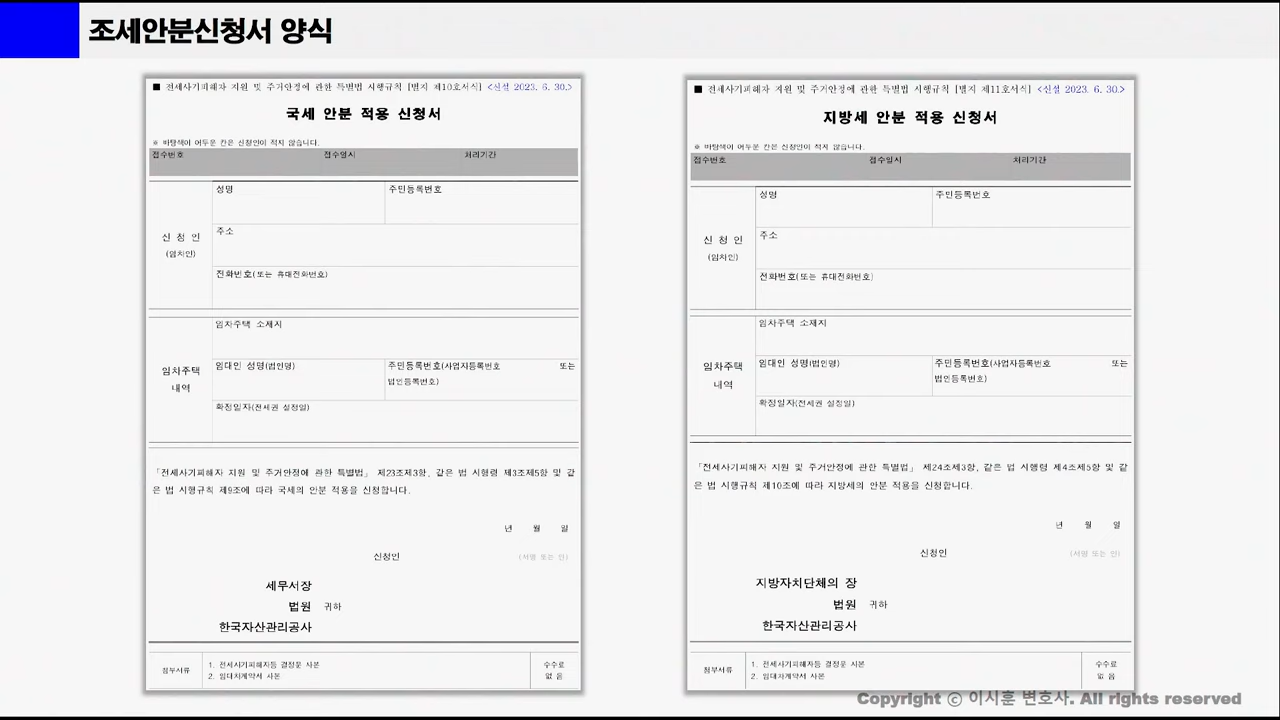 조세안분신청서 양식
■ 전세사기피해자 지원 및 주거안정에 관한 특별법 시행규칙 [별지 제10호서식] <신설 2023. 6. 30.>
국세 안분 적용 신청서
※ 바탕색이 어두운 칸은 신청인이 적지 않습니다.
접수번호 접수일시 처리기간
성명 주민등록번호
신 청 인
(임차인)
주소
전화번호(또는 휴대전화번호)
임차주택 소재지
임차주택
내역
임대인 성명(법인명) 주민등록번호(사업자등록번호 또는
법인등록번호)
확정일자(전세권 설정일)
「전세사기피해자 지원 및 주거안정에 관한 특별법」 제23조제3항, 같은 법 시행령 제3조제5항 및 같
은 법 시행규칙 제9조에 따라 국세의 안분 적용을 신청합니다.
년 월 일
신청인 (서명 또는 인)
세무서장
법원 귀하
한국자산관리공사
첨부서류
1. 전세사기피해자등 결정문 사본
2. 임대차계약서 사본
수수료
없 음
■ 전세사기피해자 지원 및 주거안정에 관한 특별법 시행규칙 [별지 제11호서식] <신설 2023. 6. 30.>
지방세 안분 적용 신청서
※ 바탕색이 어두운 칸은 신청인이 적지 않습니다.
접수번호 접수일시 처리기간
성명 주민등록번호
신 청 인
(임차인)
주소
전화번호(또는 휴대전화번호)
임차주택 소재지
임차주택
내역
임대인 성명(법인명) 주민등록번호(사업자등록번호 또는
법인등록번호)
확정일자(전세권 설정일)
「전세사기피해자 지원 및 주거안정에 관한 특별법」 제24조제3항, 같은 법 시행령 제4조제5항 및 같
은 법 시행규칙 제10조에 따라 지방세의 안분 적용을 신청합니다.
년 월 일
신청인 (서명 또는 인)
지방자치단체의 장
법원 귀하
한국자산관리공사
첨부서류
1. 전세사기피해자등 결정문 사본
2. 임대차계약서 사본
수수료
없 음
Copyright ⓒ 이시훈 변호사. All rights reserved